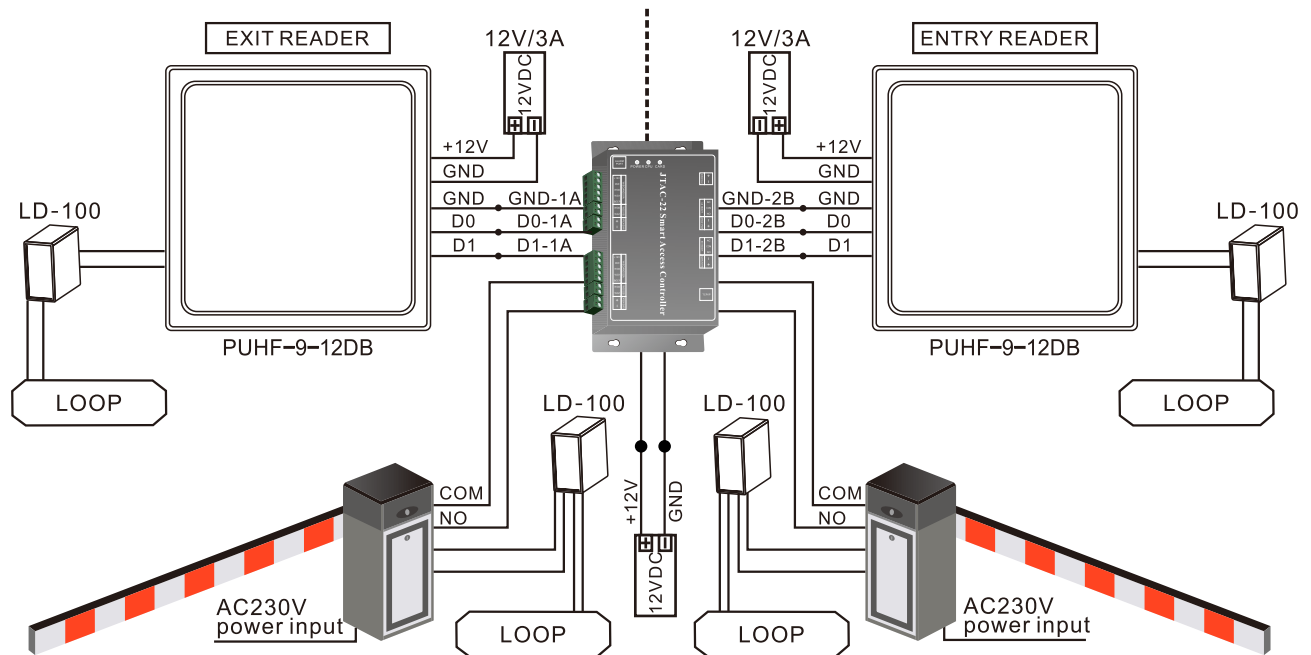 EXIT READER
12V/3A
12V/3A
ENTRY READER
12VDC
12VDC
+12V
GND
GND
D0
D1
GND-1A
D0-1A
D1-1A
POWER CPU CARD
JTAC-22 Smart Access Controller
GND-2B
D0-2B
D1-2B
+12V
GND
GND
D0
D1
LD-100
LD-100
PUHF-9-12DB
PUHF-9-12DB
LOOP
LOOP
LD-100
LD-100
COM
NO
+12V
GND
COM
NO
12VDC
AC230V
power input
LOOP
LOOP
AC230V
power input